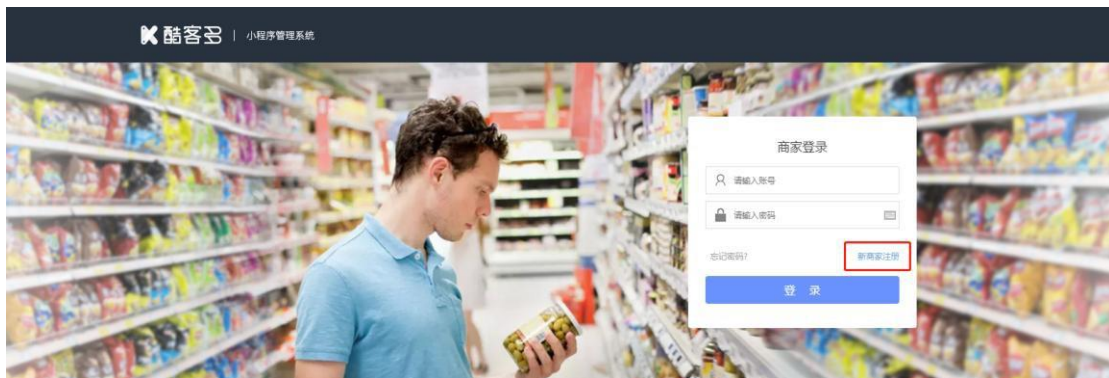 酷客多 | 小程序管理系统
商家登录
请输入账号
请输入密码
忘记密码? 新商家注册
登 录